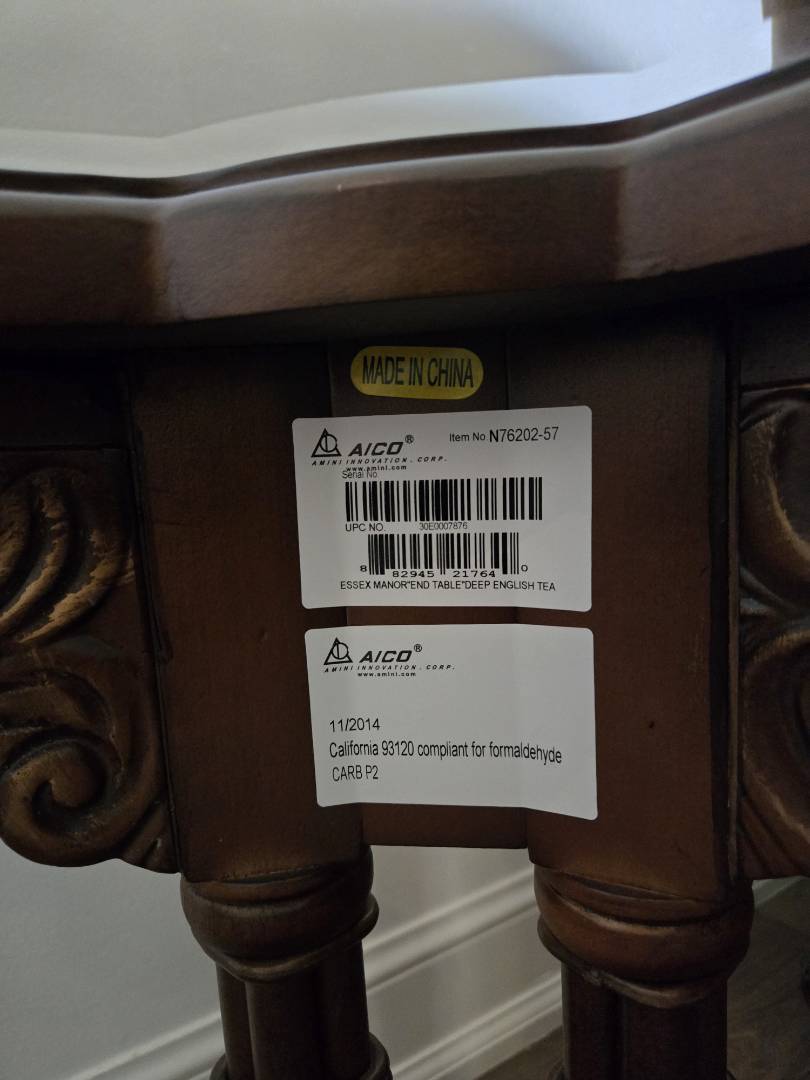 MADE IN CHINA
AICO® Item No. N76202-57
AMINI INNOVATION. CORP.
www.amini.com
Serial No
UPC NO. 30E0007876
8 82945 21764 0
ESSEX MANOR"END TABLE"DEEP ENGLISH TEA
AICO®
AMINI INNOVATION. CORP.
www.amini.com
11/2014
California 93120 compliant for formaldehyde
CARB P2